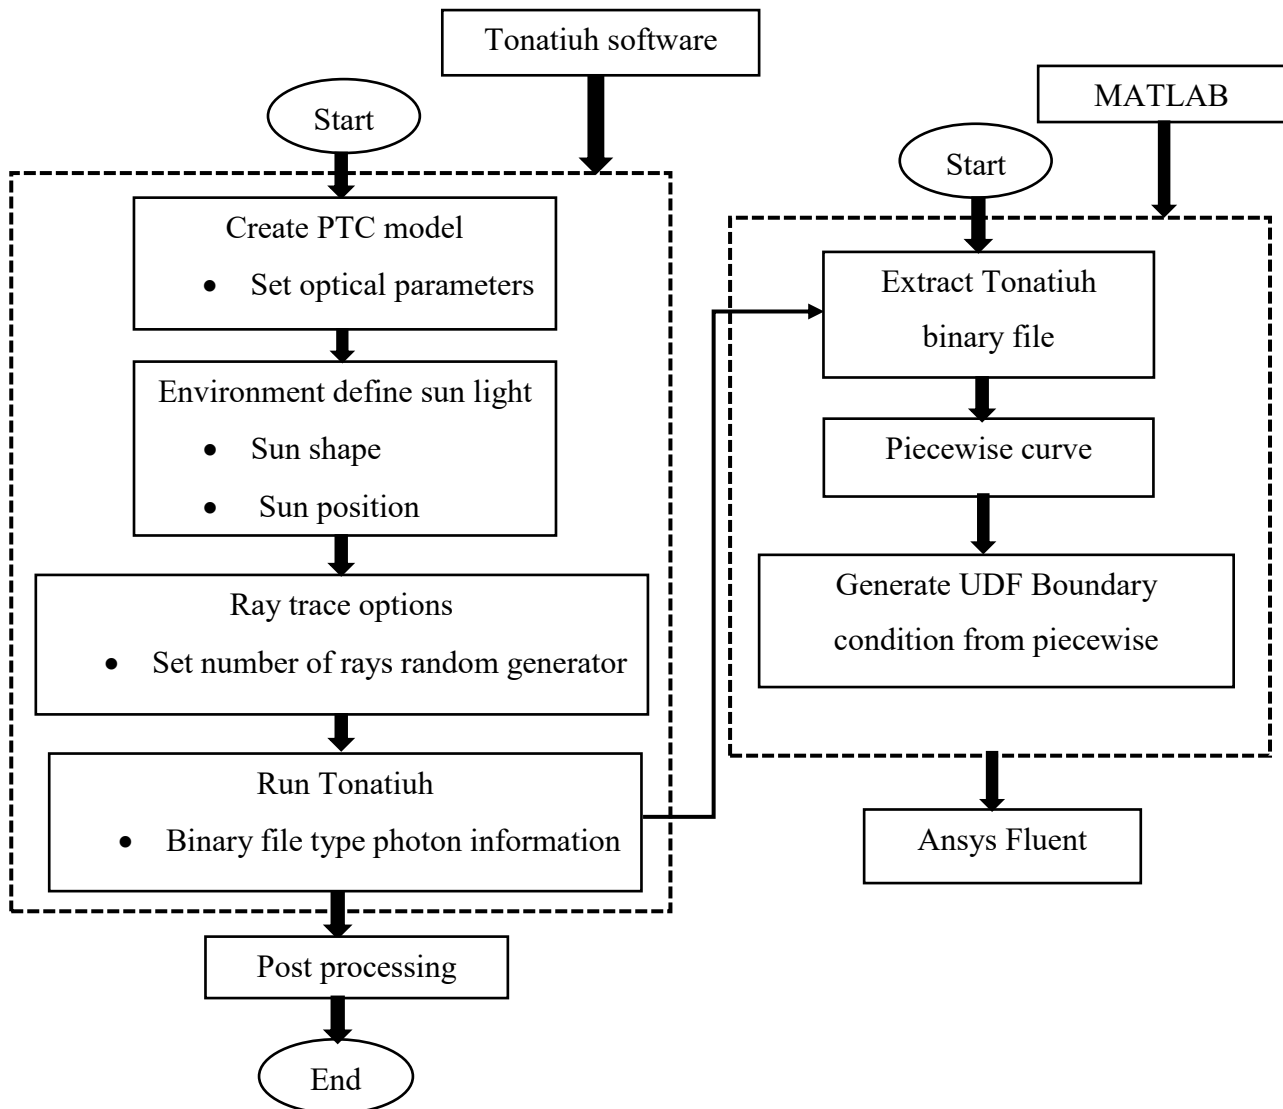 Tonatiuh software
Start
Create PTC model
• Set optical parameters
Environment define sun light
• Sun shape
• Sun position
Ray trace options
• Set number of rays random generator
Run Tonatiuh
• Binary file type photon information
Post processing
End
MATLAB
Start
Extract Tonatiuh
binary file
Piecewise curve
Generate UDF Boundary
condition from piecewise
Ansys Fluent